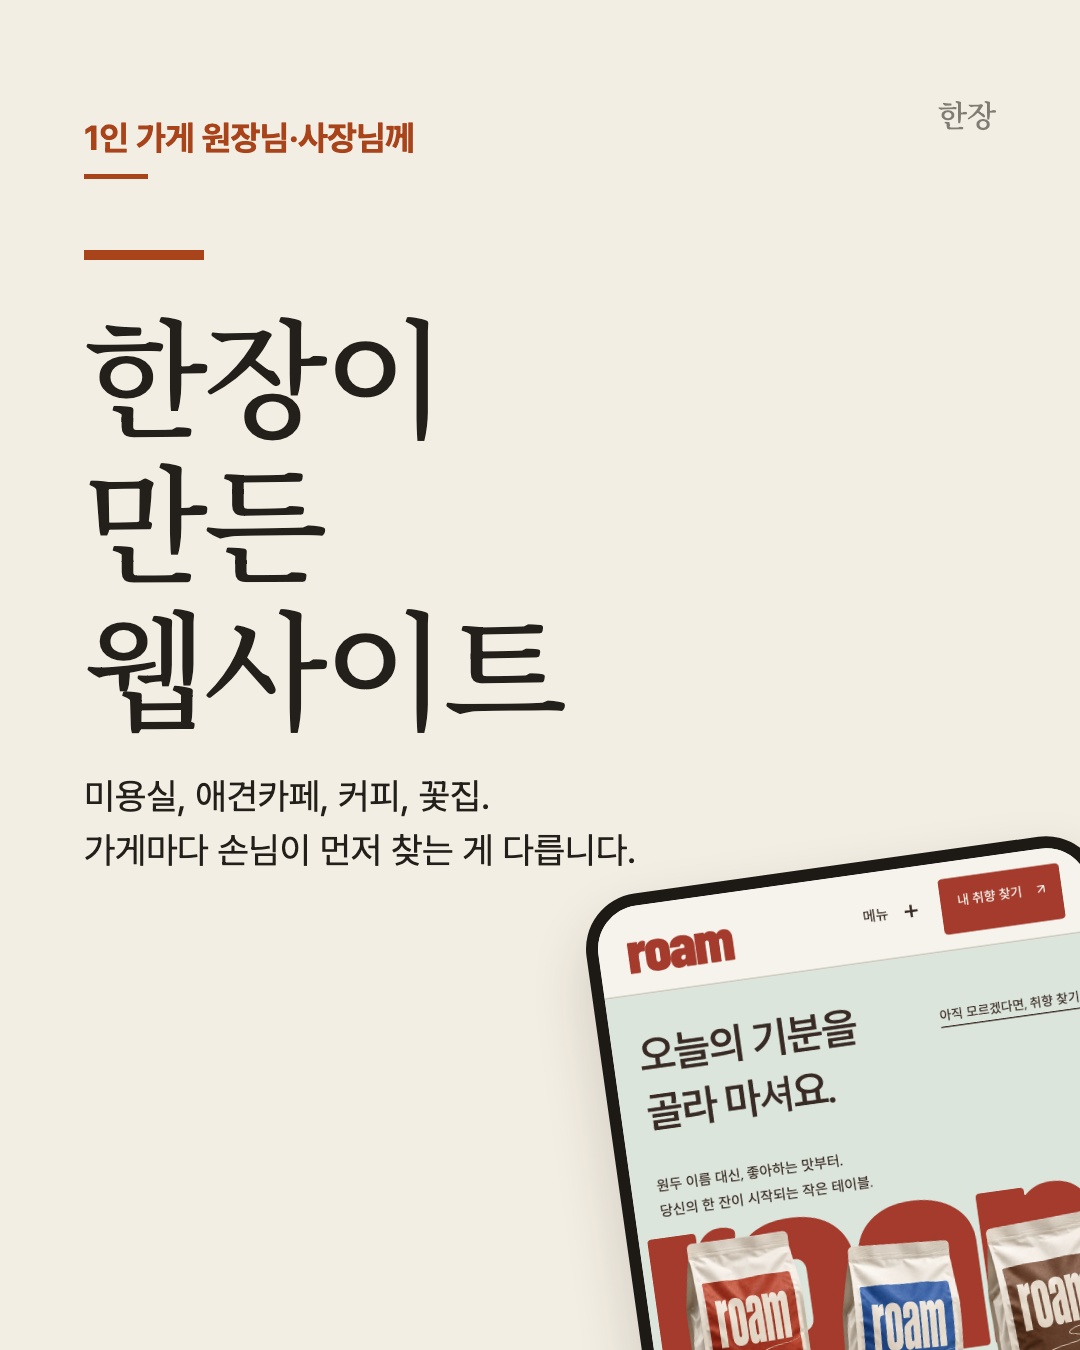 1인 가게 원장님·사장님께
한장
한장이
만든
웹사이트
미용실, 애견카페, 커피, 꽃집.
가게마다 손님이 먼저 찾는 게 다릅니다.
roam
메뉴 +
내 취향 찾기 ↗
아직 모르겠다면, 취향 찾기
오늘의 기분을
골라 마셔요.
원두 이름 대신, 좋아하는 맛부터.
당신의 한 잔이 시작되는 작은 테이블.
roam
roam
roam